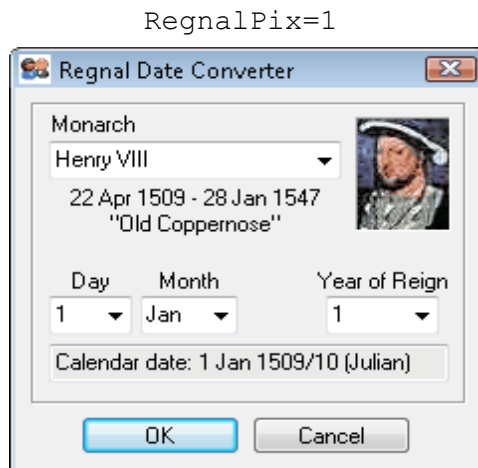 RegnalPix=1
Regnal Date Converter
Monarch
Henry VIII
22 Apr 1509 - 28 Jan 1547
"Old Coppernose"
Day Month Year of Reign
1 Jan 1
Calendar date: 1 Jan 1509/10 (Julian)
OK Cancel